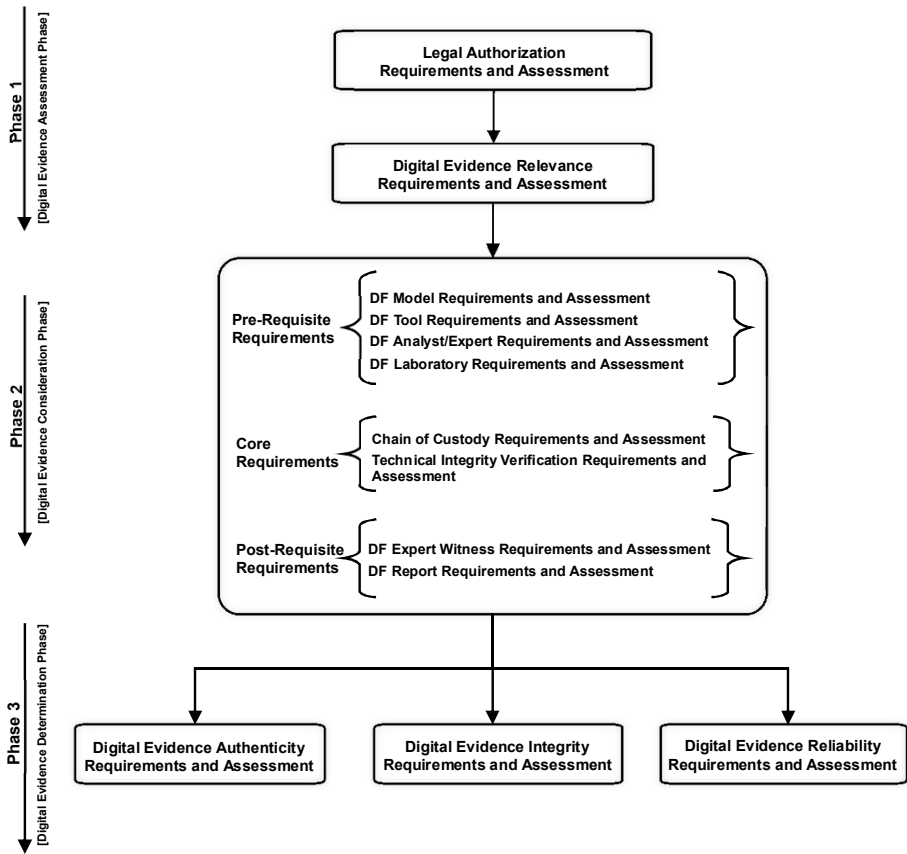 Phase 1
[Digital Evidence Assessment Phase]
Legal Authorization
Requirements and Assessment
Digital Evidence Relevance
Requirements and Assessment
Phase 2
[Digital Evidence Consideration Phase]
Pre-Requisite
Requirements
DF Model Requirements and Assessment
DF Tool Requirements and Assessment
DF Analyst/Expert Requirements and Assessment
DF Laboratory Requirements and Assessment
Core
Requirements
Chain of Custody Requirements and Assessment
Technical Integrity Verification Requirements and
Assessment
Post-Requisite
Requirements
DF Expert Witness Requirements and Assessment
DF Report Requirements and Assessment
Phase 3
[Digital Evidence Determination Phase]
Digital Evidence Authenticity
Requirements and Assessment
Digital Evidence Integrity
Requirements and Assessment
Digital Evidence Reliability
Requirements and Assessment